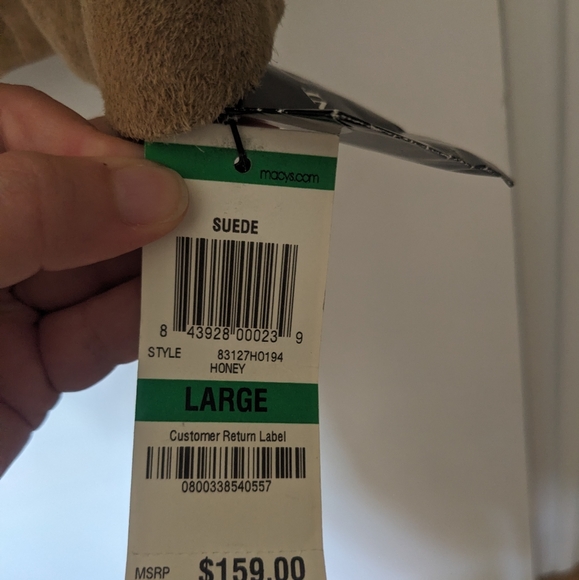 macys.com
SUEDE
8 43928 00023 9
STYLE 83127H0194
HONEY
LARGE
Customer Return Label
0800338540557
MSRP $159.00